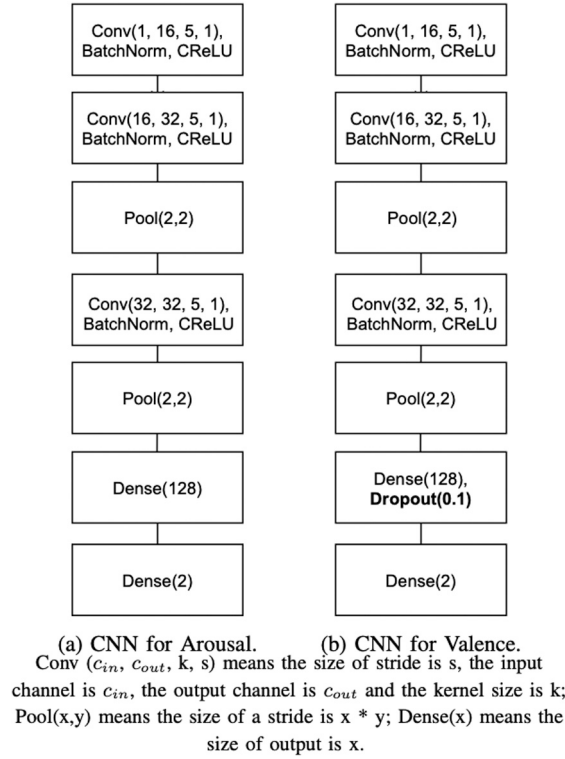 Conv(1, 16, 5, 1),
BatchNorm, CReLU
Conv(16, 32, 5, 1),
BatchNorm, CReLU
Pool(2,2)
Conv(32, 32, 5, 1),
BatchNorm, CReLU
Pool(2,2)
Dense(128)
Dense(2)
(a) CNN for Arousal.
Conv(1, 16, 5, 1),
BatchNorm, CReLU
Conv(16, 32, 5, 1),
BatchNorm, CReLU
Pool(2,2)
Conv(32, 32, 5, 1),
BatchNorm, CReLU
Pool(2,2)
Dense(128),
Dropout(0.1)
Dense(2)
(b) CNN for Valence.
Conv (c_in, c_out, k, s) means the size of stride is s, the input
channel is c_in, the output channel is c_out and the kernel size is k;
Pool(x,y) means the size of a stride is x * y; Dense(x) means the
size of output is x.